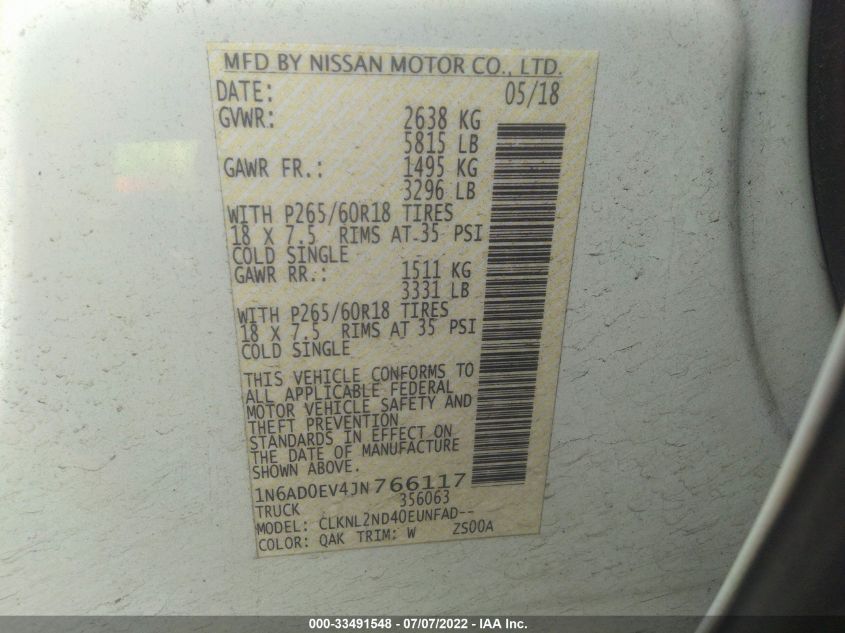 MFD BY NISSAN MOTOR CO., LTD.
DATE: 05/18
GVWR: 2638 KG
5815 LB
GAWR FR.: 1495 KG
3296 LB
WITH P265/60R18 TIRES
18 X 7.5 RIMS AT 35 PSI
COLD SINGLE
GAWR RR.: 1511 KG
3331 LB
WITH P265/60R18 TIRES
18 X 7.5 RIMS AT 35 PSI
COLD SINGLE
THIS VEHICLE CONFORMS TO
ALL APPLICABLE FEDERAL
MOTOR VEHICLE SAFETY AND
THEFT PREVENTION
STANDARDS IN EFFECT ON
THE DATE OF MANUFACTURE
SHOWN ABOVE.
1N6AD0EV4JN766117
TRUCK 356063
MODEL: CLKNL2ND40EUNFAD--
COLOR: QAK TRIM: W ZS00A
000-33491548 - 07/07/2022 - IAA Inc.